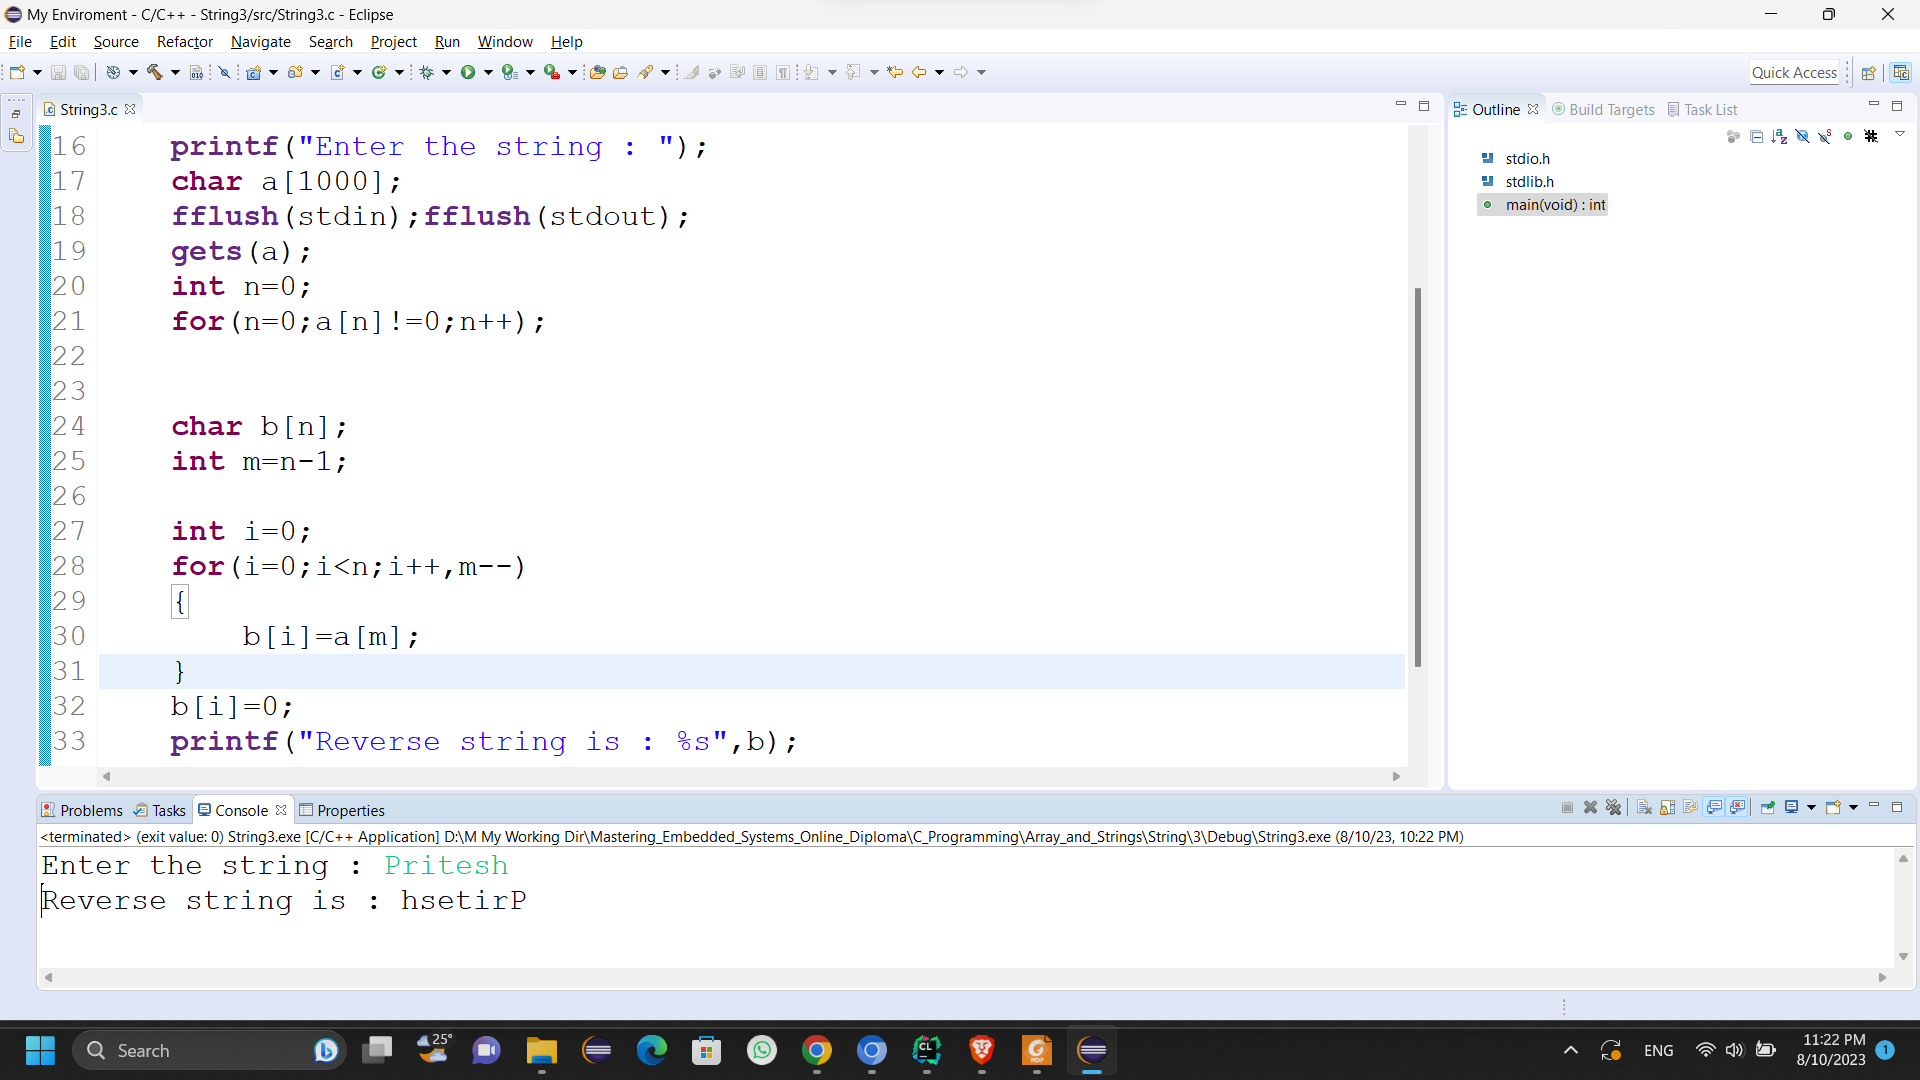 My Enviroment - C/C++ - String3/src/String3.c - Eclipse
File Edit Source Refactor Navigate Search Project Run Window Help
Quick Access
String3.c
16 printf("Enter the string : ");
17 char a[1000];
18 fflush(stdin);fflush(stdout);
19 gets(a);
20 int n=0;
21 for(n=0;a[n]!=0;n++);
22
23
24 char b[n];
25 int m=n-1;
26
27 int i=0;
28 for(i=0;i<n;i++,m--)
29 {
30 b[i]=a[m];
31 }
32 b[i]=0;
33 printf("Reverse string is : %s",b);
Outline Build Targets Task List
stdio.h
stdlib.h
main(void) : int
Problems Tasks Console Properties
<terminated> (exit value: 0) String3.exe [C/C++ Application] D:\M My Working Dir\Mastering_Embedded_Systems_Online_Diploma\C_Programming\Array_and_Strings\String\3\Debug\String3.exe (8/10/23, 10:22 PM)
Enter the string : Pritesh
Reverse string is : hsetirP
Search
25°
CL
PDF
ENG
11:22 PM
8/10/2023
1